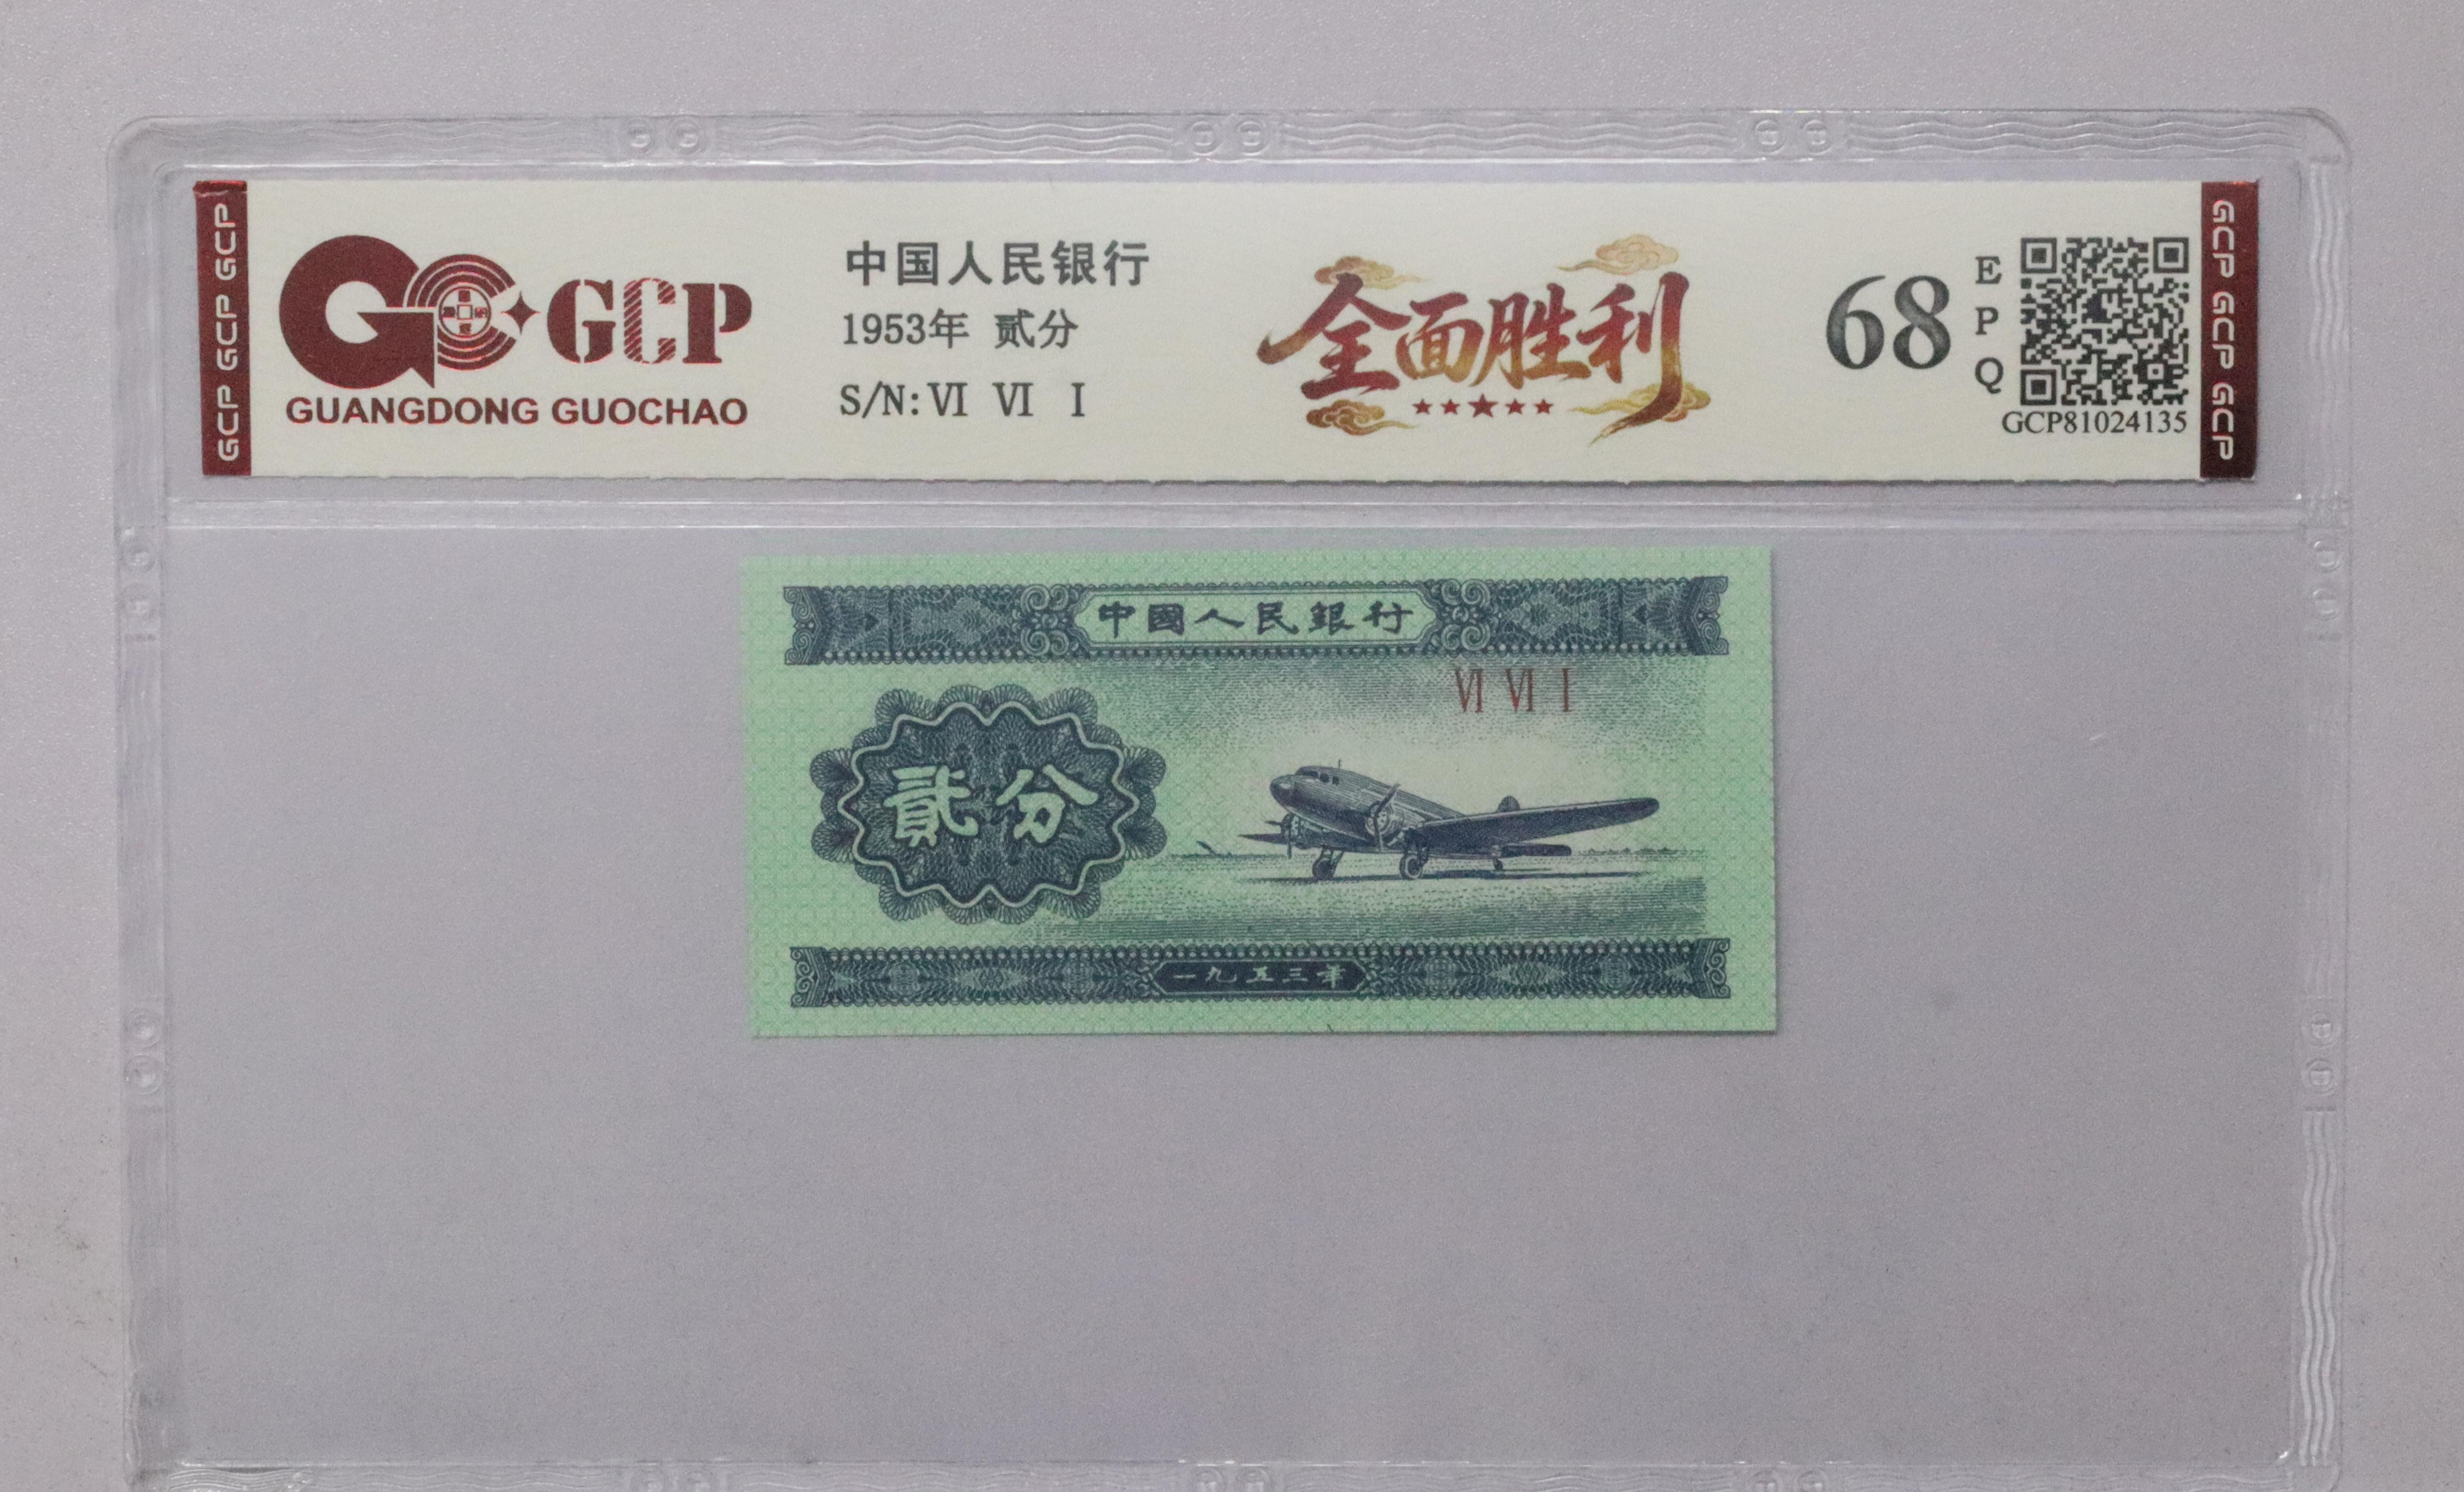 GCP GCP GCP
GCP
GUANGDONG GUOCHAO
中国人民银行
1953年 贰分
S/N:Ⅵ Ⅵ Ⅰ
全面胜利
68
EPQ
GCP81024135
GCP GCP GCP
中國人民銀行
Ⅵ Ⅵ Ⅰ
貳分
一九五三年